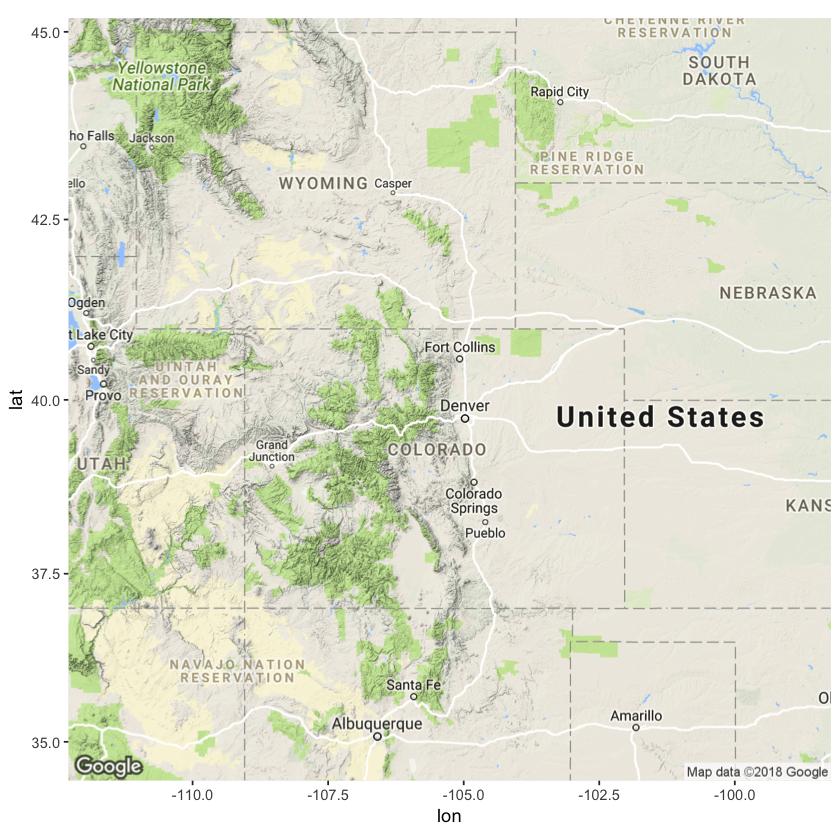 CHEYENNE RIVER
RESERVATION
45.0
Yellowstone
National Park
SOUTH
DAKOTA
Rapid City
ho Falls
Jackson
PINE RIDGE
RESERVATION
ello
WYOMING
Casper
42.5
NEBRASKA
Ogden
t Lake City
Fort Collins
Sandy
UINTAH
AND OURAY
RESERVATION
Provo
40.0
lat
Denver
United States
Grand
Junction
COLORADO
UTAH
Colorado
Springs
KANS
Pueblo
37.5
NAVAJO NATION
RESERVATION
Santa Fe
Albuquerque
Amarillo
Ol
35.0
Google
Map data ©2018 Google
-110.0
-107.5
-105.0
-102.5
-100.0
lon